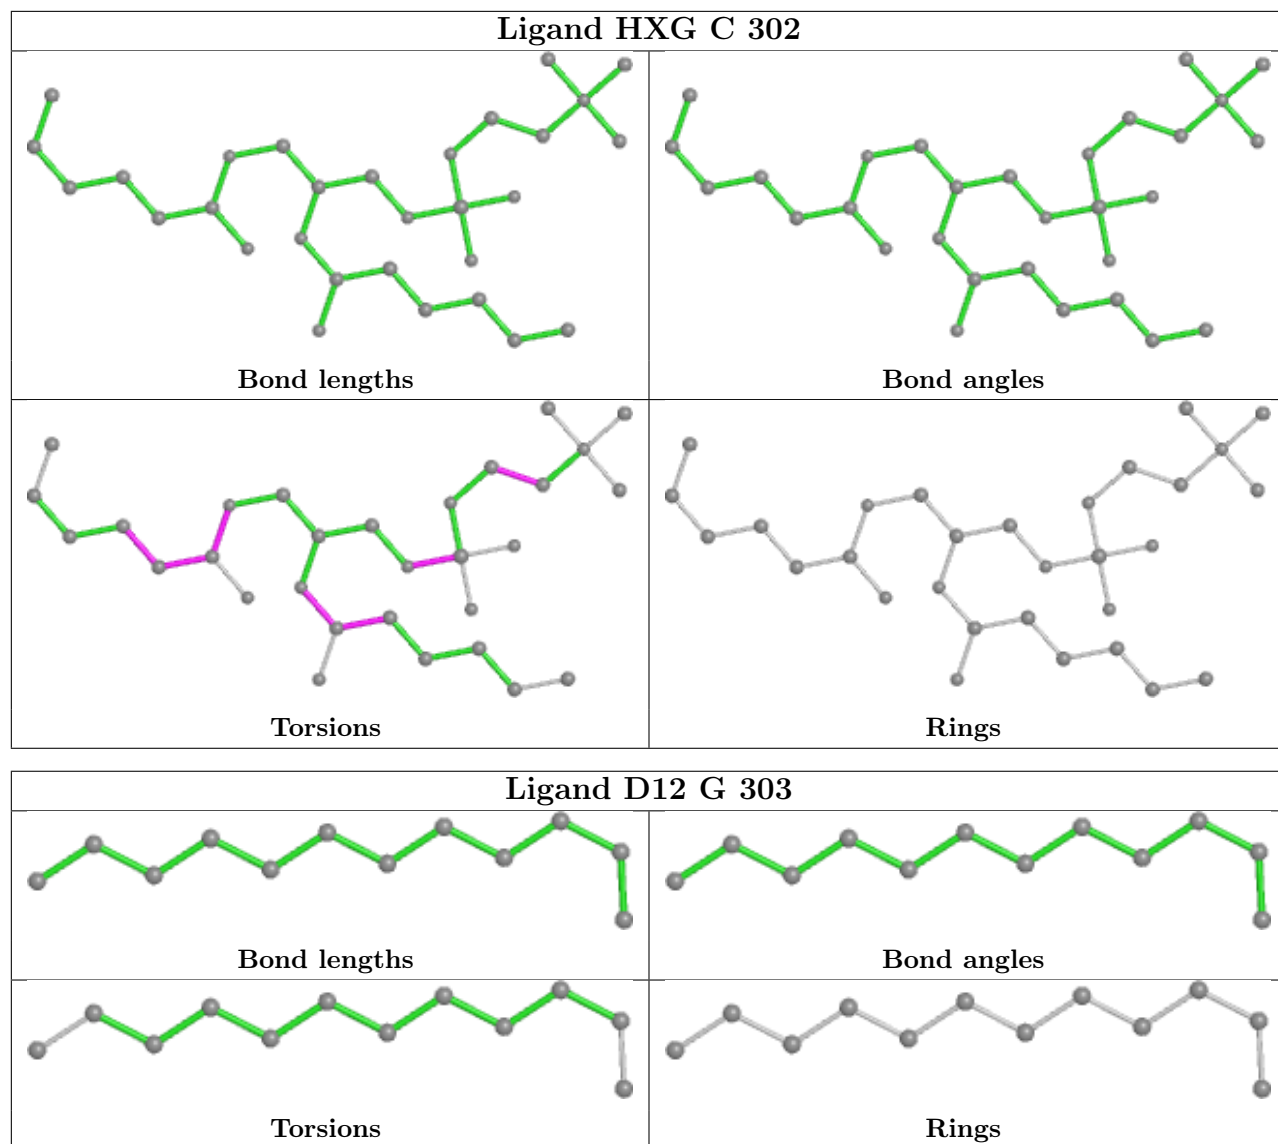 Ligand HXG C 302
Bond lengths Bond angles
Torsions Rings
Ligand D12 G 303
Bond lengths Bond angles
Torsions Rings